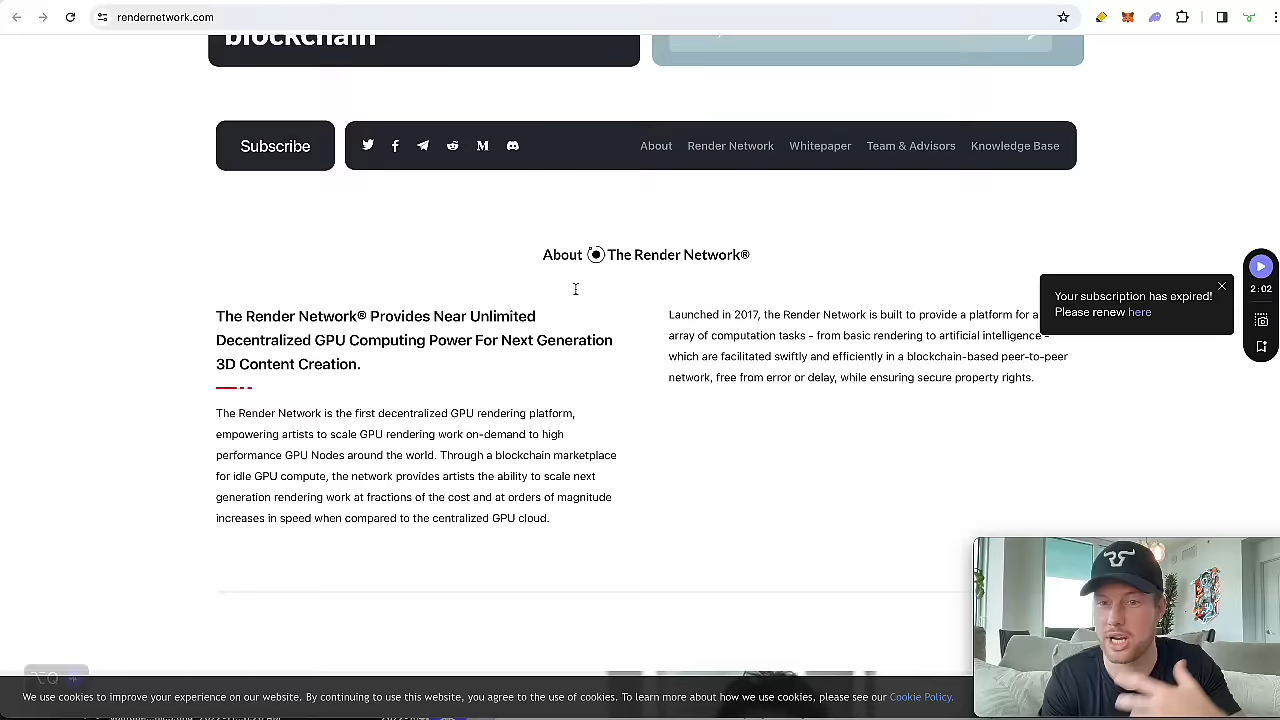 rendernetwork.com
blockchain
Subscribe
About Render Network Whitepaper Team & Advisors Knowledge Base
About The Render Network®
The Render Network® Provides Near Unlimited
Decentralized GPU Computing Power For Next Generation
3D Content Creation.
The Render Network is the first decentralized GPU rendering platform,
empowering artists to scale GPU rendering work on-demand to high
performance GPU Nodes around the world. Through a blockchain marketplace
for idle GPU compute, the network provides artists the ability to scale next
generation rendering work at fractions of the cost and at orders of magnitude
increases in speed when compared to the centralized GPU cloud.
Launched in 2017, the Render Network is built to provide a platform for a
array of computation tasks - from basic rendering to artificial intelligence -
which are facilitated swiftly and efficiently in a blockchain-based peer-to-peer
network, free from error or delay, while ensuring secure property rights.
Your subscription has expired!
Please renew here
2:02
We use cookies to improve your experience on our website. By continuing to use this website, you agree to the use of cookies. To learn more about how we use cookies, please see our Cookie Policy.